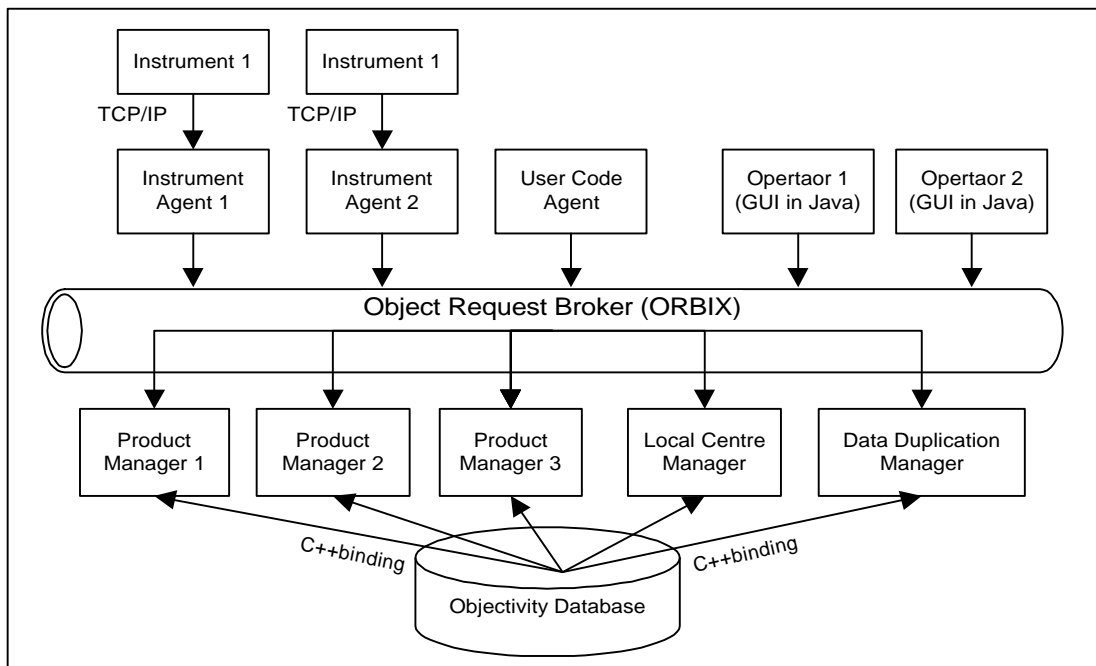 Instrument 1
Instrument 1
TCP/IP
TCP/IP
Instrument
Agent 1
Instrument
Agent 2
User Code
Agent
Opertaor 1
(GUI in Java)
Opertaor 2
(GUI in Java)
Object Request Broker (ORBIX)
Product
Manager 1
Product
Manager 2
Product
Manager 3
Local Centre
Manager
Data Duplication
Manager
C++binding
C++binding
Objectivity Database